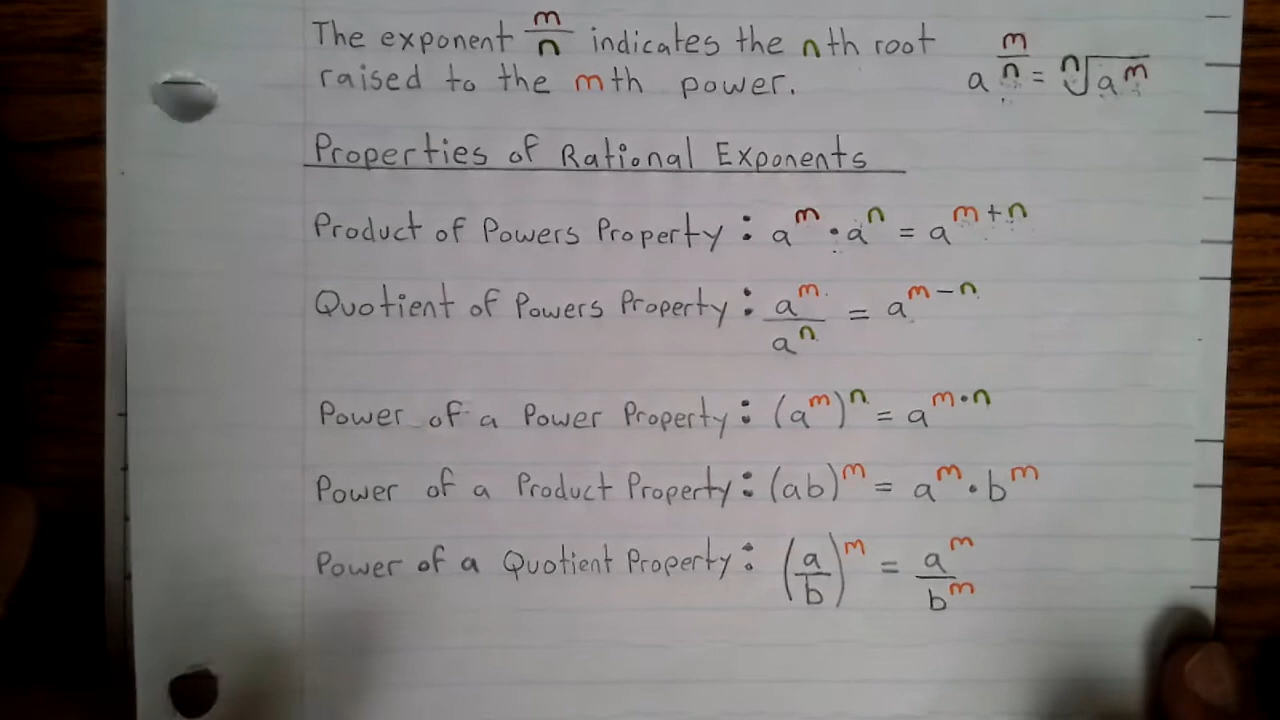 The exponent m/n indicates the nth root
raised to the mth power. a^(m/n) = ⁿ√(a^m)
Properties of Rational Exponents
Product of Powers Property: a^m · a^n = a^(m+n)
Quotient of Powers Property: a^m/a^n = a^(m-n)
Power of a Power Property: (a^m)^n = a^(m·n)
Power of a Product Property: (ab)^m = a^m · b^m
Power of a Quotient Property: (a/b)^m = a^m/b^m